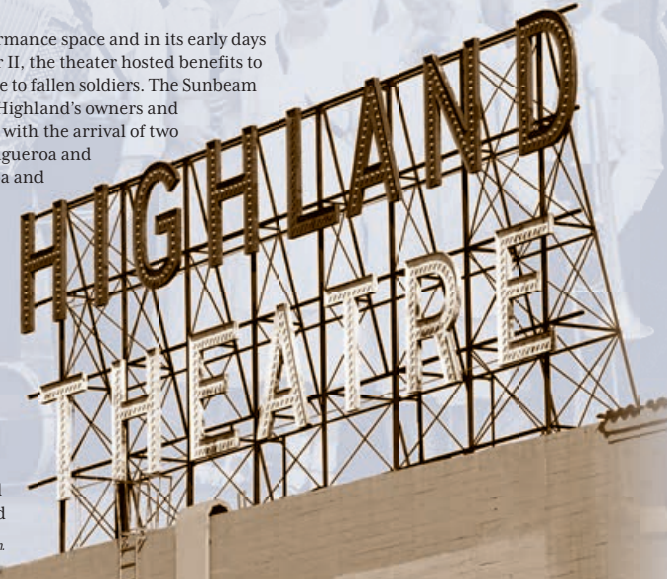 rmance space and in its early days
r II, the theater hosted benefits to
e to fallen soldiers. The Sunbeam
Highland's owners and
with the arrival of two
gueroa and
a and
HIGHLAND
THEATRE
d
n